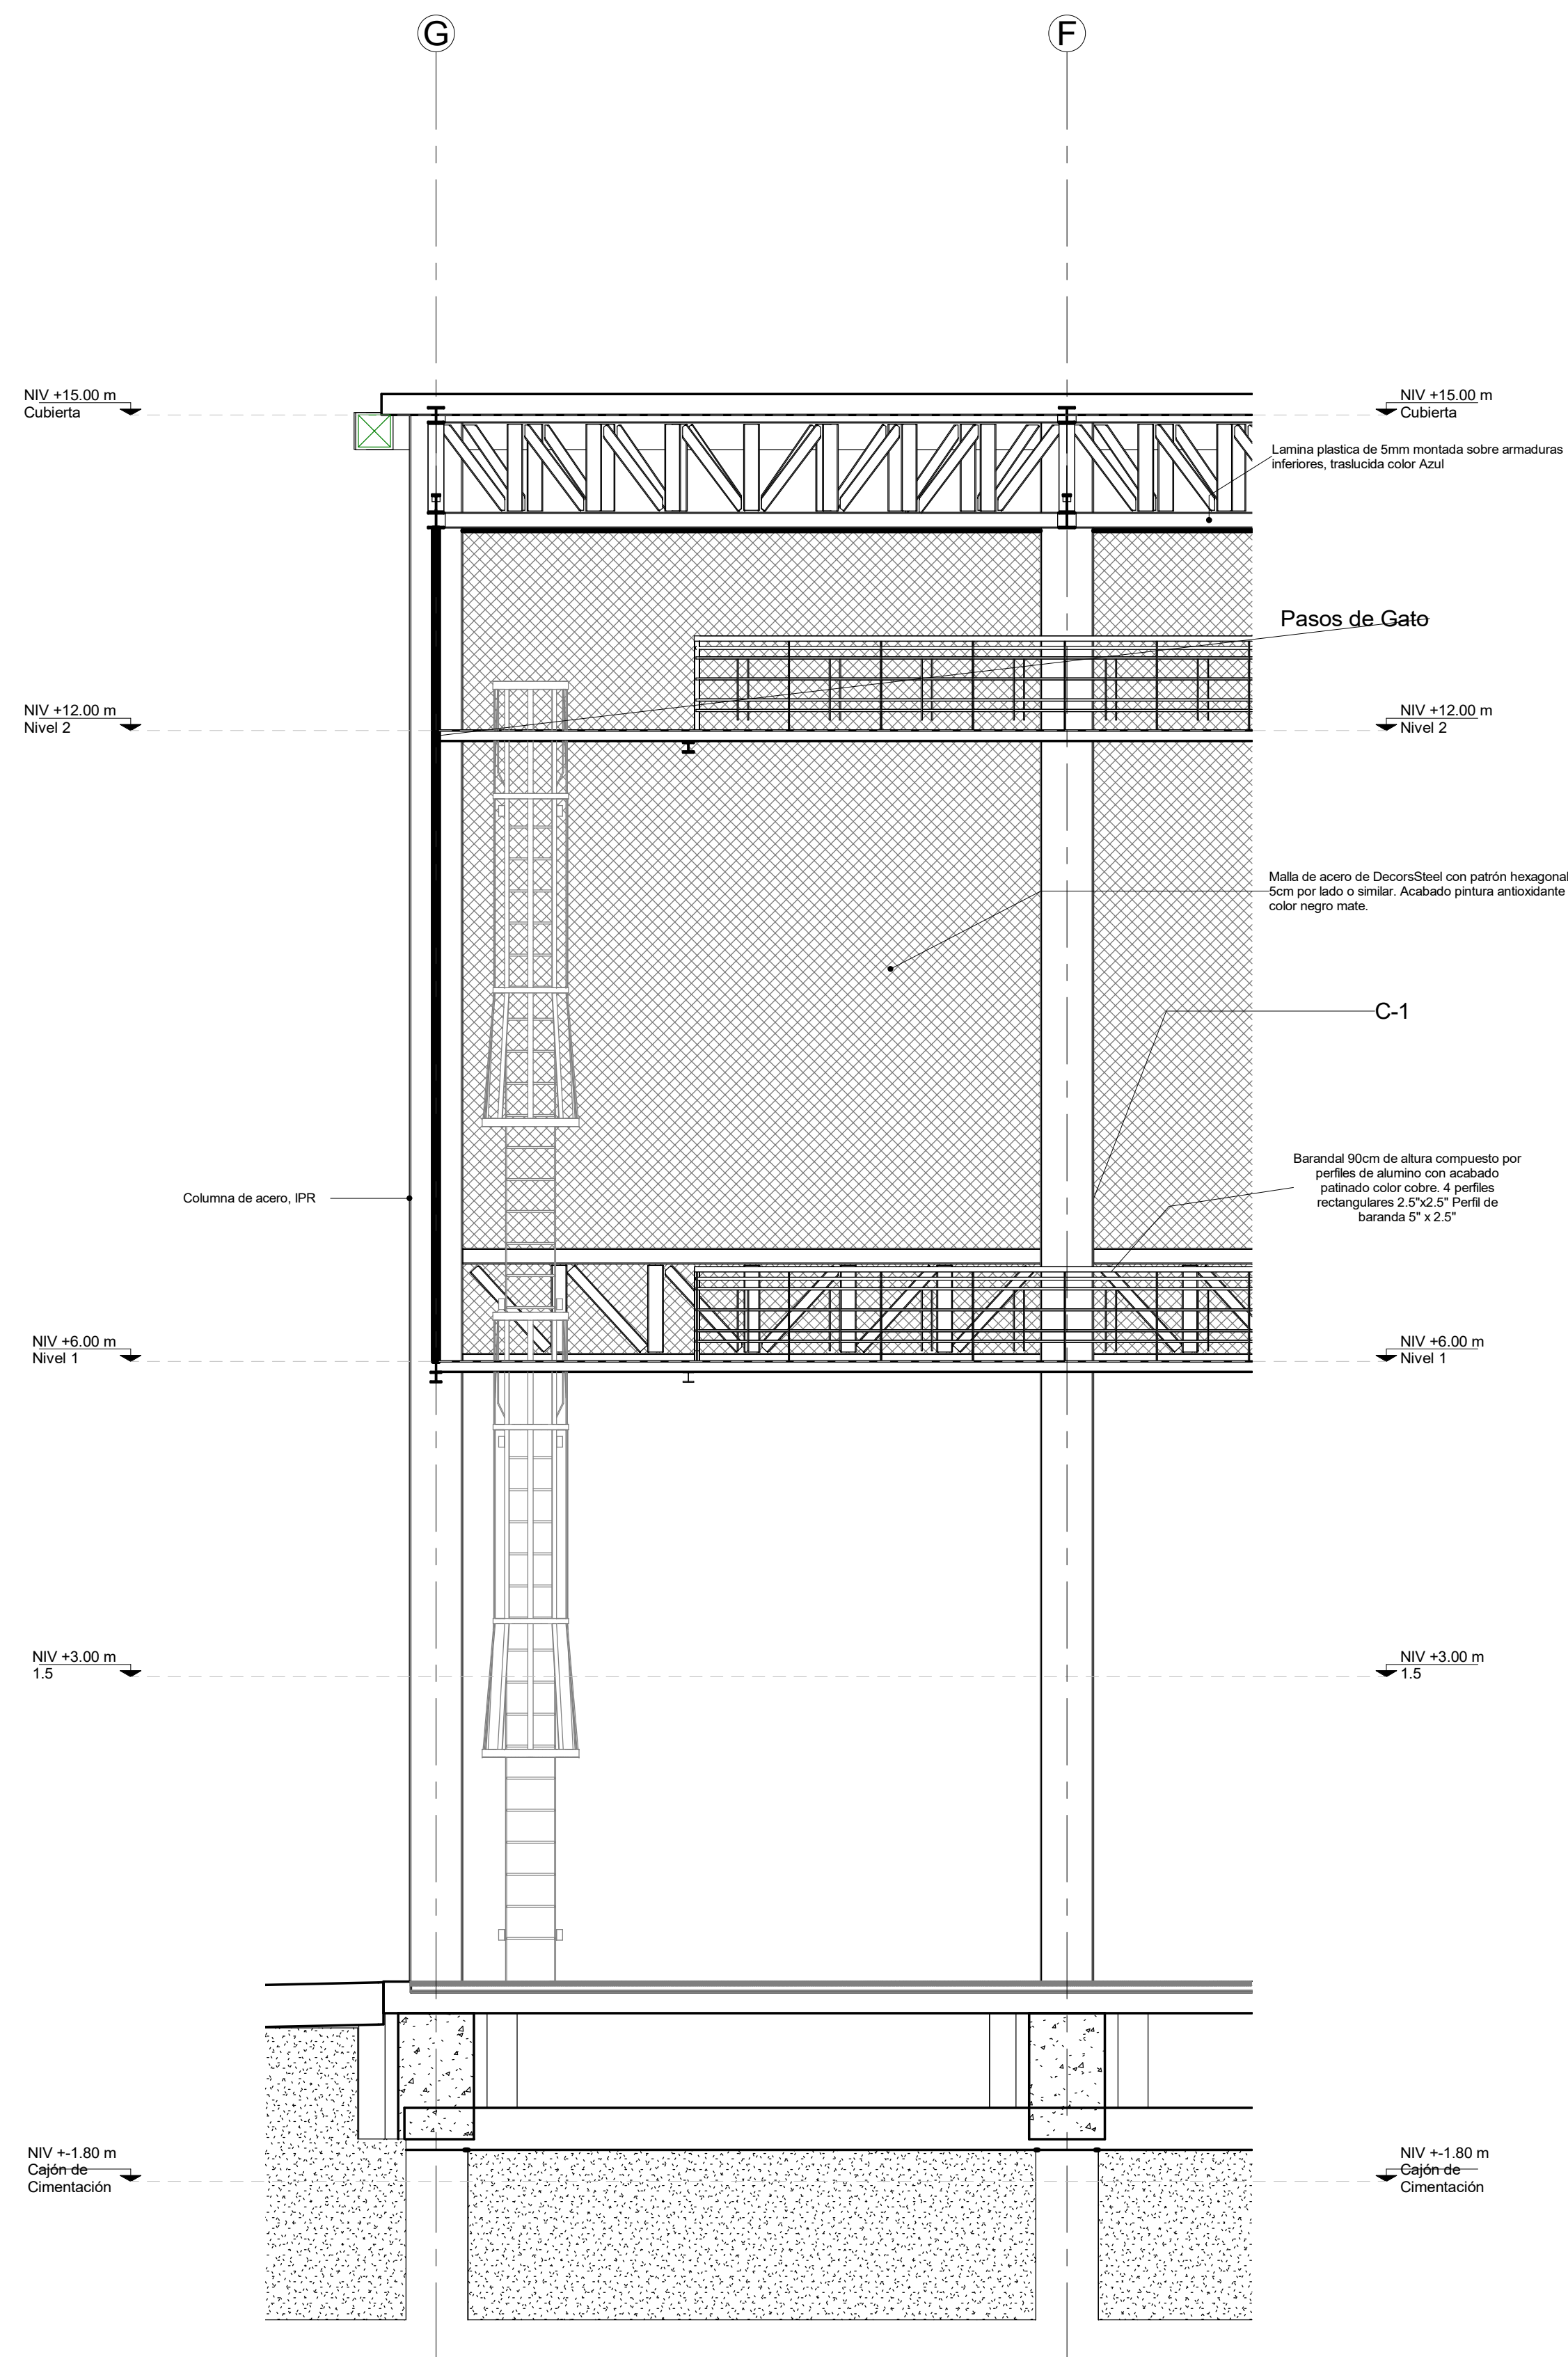 G
F
NIV +15.00 m
Cubierta
NIV +15.00 m
Cubierta
Lamina plastica de 5mm montada sobre armaduras
inferiores, traslucida color Azul
Pasos de Gato
NIV +12.00 m
Nivel 2
NIV +12.00 m
Nivel 2
Malla de acero de DecorsSteel con patrón hexagonal
5cm por lado o similar. Acabado pintura antioxidante
color negro mate.
C-1
Barandal 90cm de altura compuesto por
perfiles de alumino con acabado
patinado color cobre. 4 perfiles
rectangulares 2.5"x2.5" Perfil de
baranda 5" x 2.5"
Columna de acero, IPR
NIV +6.00 m
Nivel 1
NIV +6.00 m
Nivel 1
NIV +3.00 m
1.5
NIV +3.00 m
1.5
NIV +-1.80 m
Cajón de
Cimentación
NIV +-1.80 m
Cajón de
Cimentación